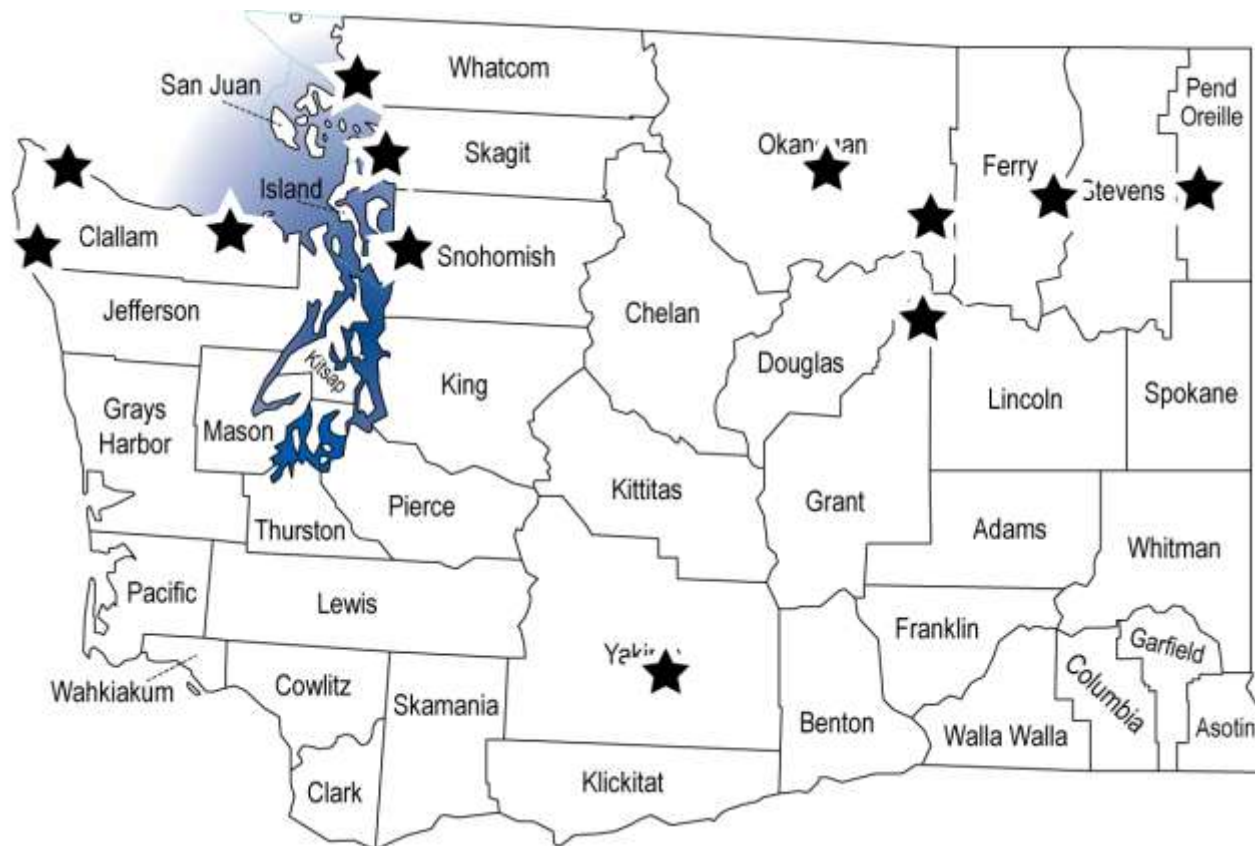 Whatcom
San Juan
Pend
Oreille
Skagit
Ferry
Stevens
Island
Clallam
Snohomish
Jefferson
Chelan
Douglas
Kitsap
King
Lincoln
Spokane
Grays
Harbor
Mason
Kittitas
Grant
Pierce
Thurston
Adams
Whitman
Pacific
Lewis
Franklin
Garfield
Wahkiakum
Cowlitz
Skamania
Columbia
Benton
Walla Walla
Asotin
Klickitat
Clark